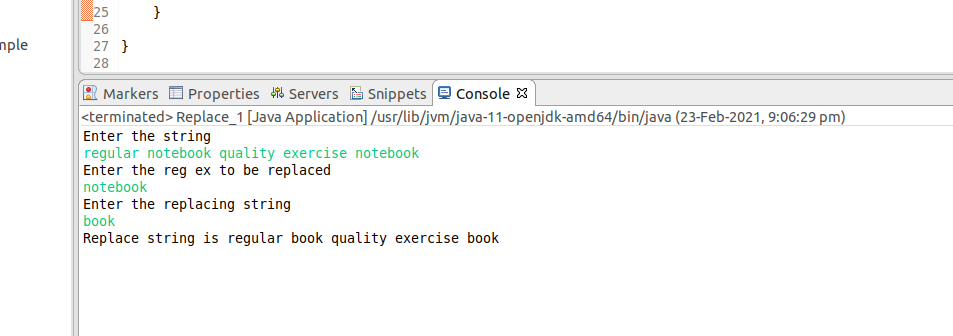 25 }
26
mple
27 }
28
Markers Properties Servers Snippets Console
<terminated> Replace_1 [Java Application] /usr/lib/jvm/java-11-openjdk-amd64/bin/java (23-Feb-2021, 9:06:29 pm)
Enter the string
regular notebook quality exercise notebook
Enter the reg ex to be replaced
notebook
Enter the replacing string
book
Replace string is regular book quality exercise book